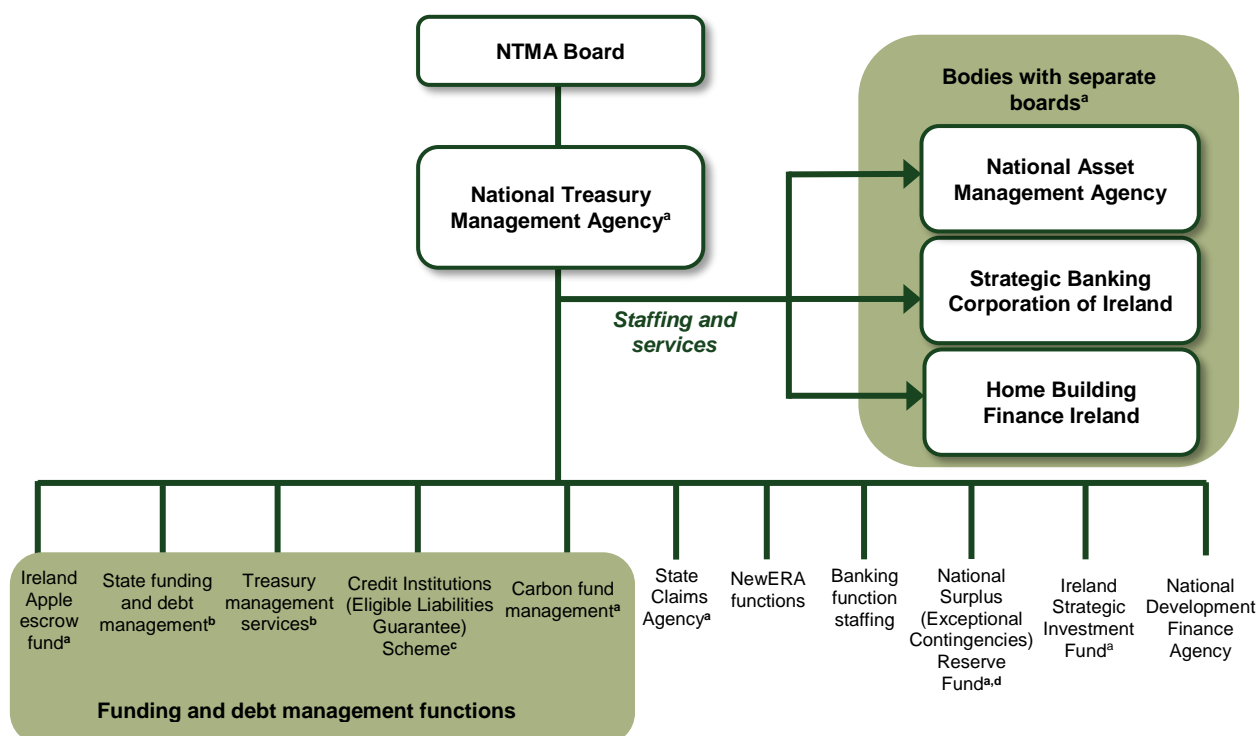 NTMA Board
Bodies with separate
boardsᵃ
National Treasury
Management Agencyᵃ
National Asset
Management Agency
Strategic Banking
Corporation of Ireland
Home Building
Finance Ireland
Staffing and
services
Ireland
Apple
escrow
fundᵃ
State funding
and debt
managementᵇ
Treasury
management
servicesᵇ
Credit Institutions
(Eligible Liabilities
Guarantee)
Schemeᶜ
Carbon fund
managementᵃ
State
Claims
Agencyᵃ
NewERA
functions
Banking
function
staffing
National
Surplus
(Exceptional
Contingencies)
Reserve
Fundᵃ,ᵈ
Ireland
Strategic
Investment
Fundᵃ
National
Development
Finance
Agency
Funding and debt management functions